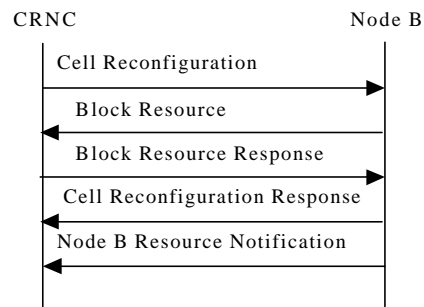 CRNC Node B
Cell Reconfiguration
Block Resource
Block Resource Response
Cell Reconfiguration Response
Node B Resource Notification